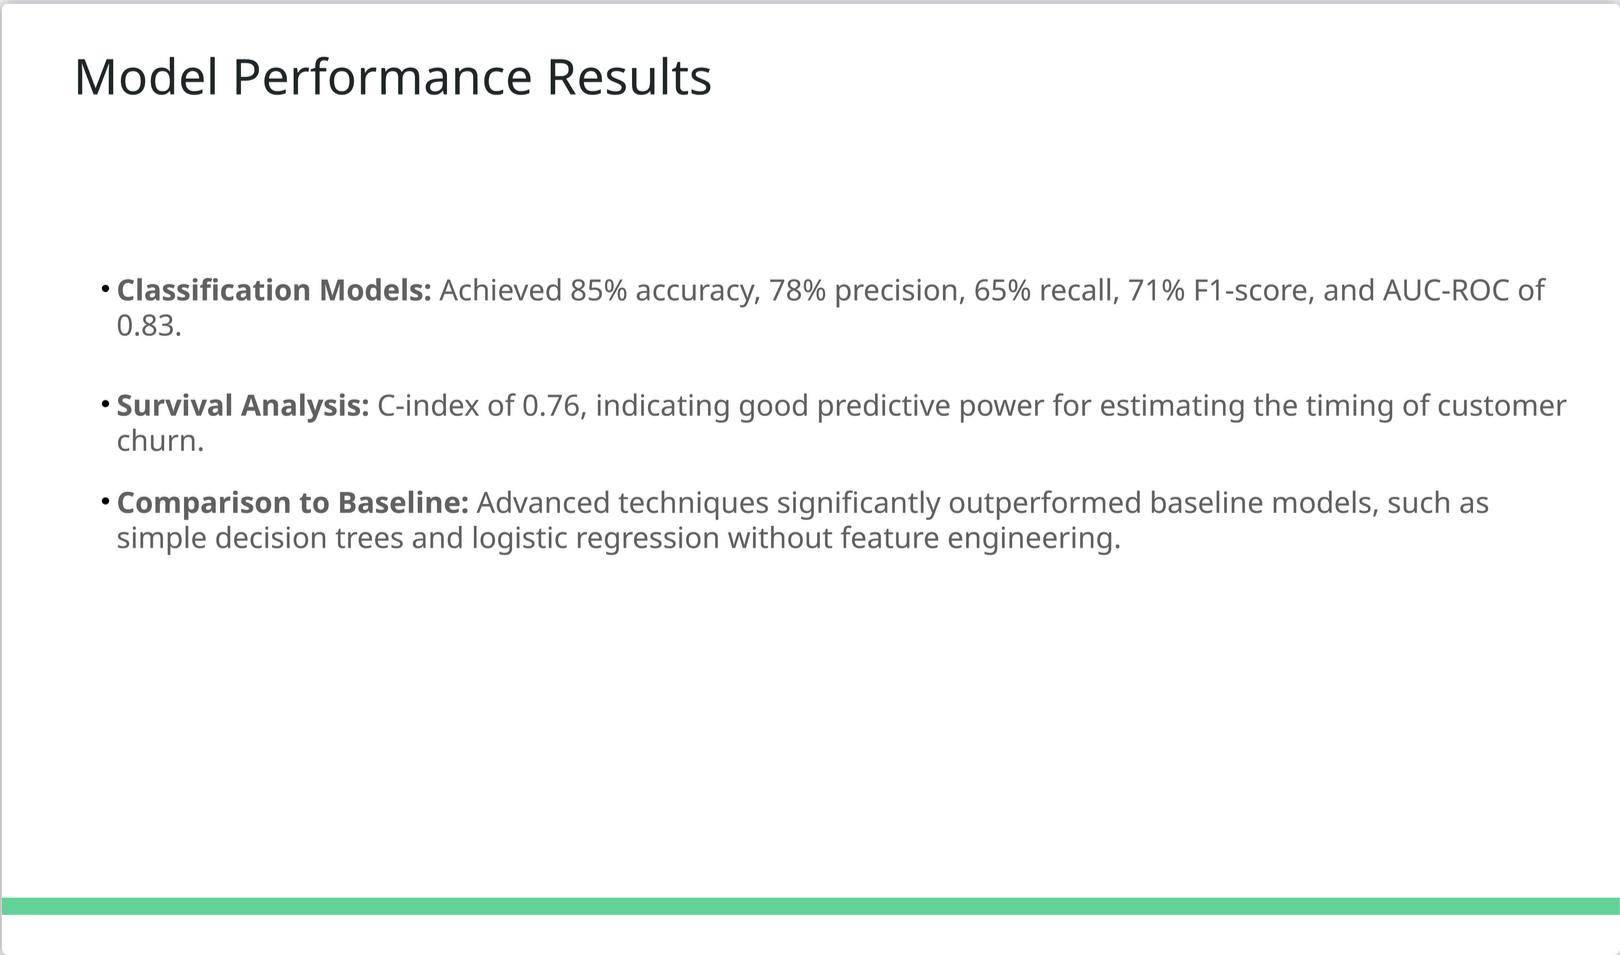 Model Performance Results
• Classification Models: Achieved 85% accuracy, 78% precision, 65% recall, 71% F1-score, and AUC-ROC of
0.83.
• Survival Analysis: C-index of 0.76, indicating good predictive power for estimating the timing of customer
churn.
• Comparison to Baseline: Advanced techniques significantly outperformed baseline models, such as
simple decision trees and logistic regression without feature engineering.